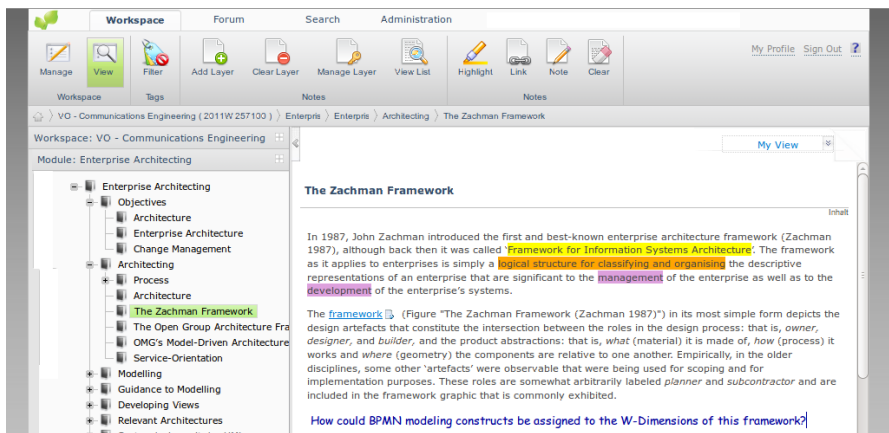 Workspace Forum Search Administration
Manage View Filter Add Layer Clear Layer Manage Layer View List Highlight Link Note Clear
My Profile Sign Out ?
Workspace Tags Notes Notes
VO - Communications Engineering ( 2011W 257100 ) Enterpris Enterpris Architecting The Zachman Framework
Workspace: VO - Communications Engineering
Module: Enterprise Architecting
Enterprise Architecting
Objectives
Architecture
Enterprise Architecture
Change Management
Architecting
Process
Architecture
The Zachman Framework
The Open Group Architecture Fra
OMG's Model-Driven Architecture
Service-Orientation
Modelling
Guidance to Modelling
Developing Views
Relevant Architectures
My View
The Zachman Framework
Inhalt
In 1987, John Zachman introduced the first and best-known enterprise architecture framework (Zachman
1987), although back then it was called 'Framework for Information Systems Architecture'. The framework
as it applies to enterprises is simply a logical structure for classifying and organising the descriptive
representations of an enterprise that are significant to the management of the enterprise as well as to the
development of the enterprise's systems.
The framework (Figure "The Zachman Framework (Zachman 1987)") in its most simple form depicts the
design artefacts that constitute the intersection between the roles in the design process: that is, owner,
designer, and builder, and the product abstractions: that is, what (material) it is made of, how (process) it
works and where (geometry) the components are relative to one another. Empirically, in the older
disciplines, some other 'artefacts' were observable that were being used for scoping and for
implementation purposes. These roles are somewhat arbitrarily labeled planner and subcontractor and are
included in the framework graphic that is commonly exhibited.
How could BPMN modeling constructs be assigned to the W-Dimensions of this framework?